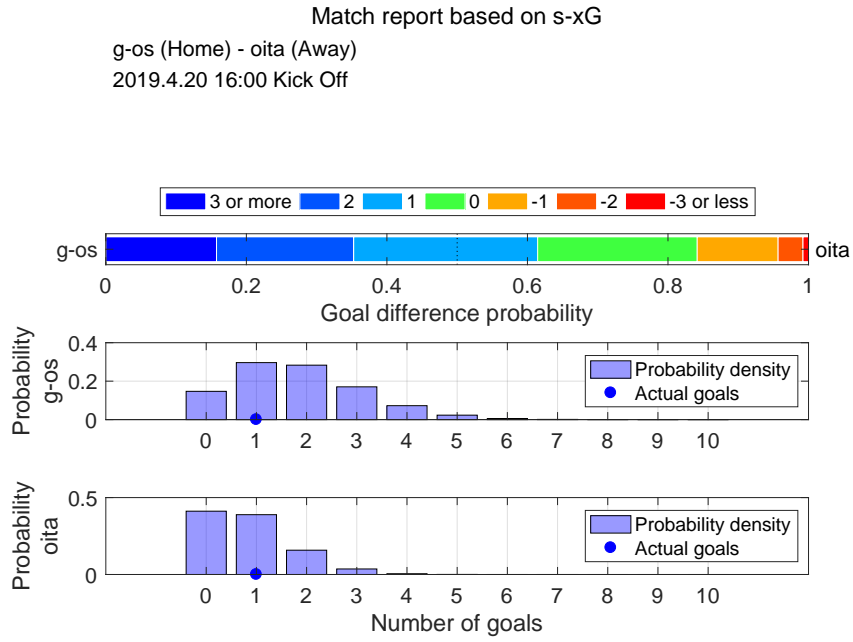 Match report based on s-xG
g-os (Home) - oita (Away)
2019.4.20 16:00 Kick Off
3 or more 2 1 0 -1 -2 -3 or less
g-os oita
0 0.2 0.4 0.6 0.8 1
Goal difference probability
Probability
g-os
0.4
0.2
0
Probability density
Actual goals
0 1 2 3 4 5 6 7 8 9 10
Probability
oita
0.5
0
Probability density
Actual goals
0 1 2 3 4 5 6 7 8 9 10
Number of goals